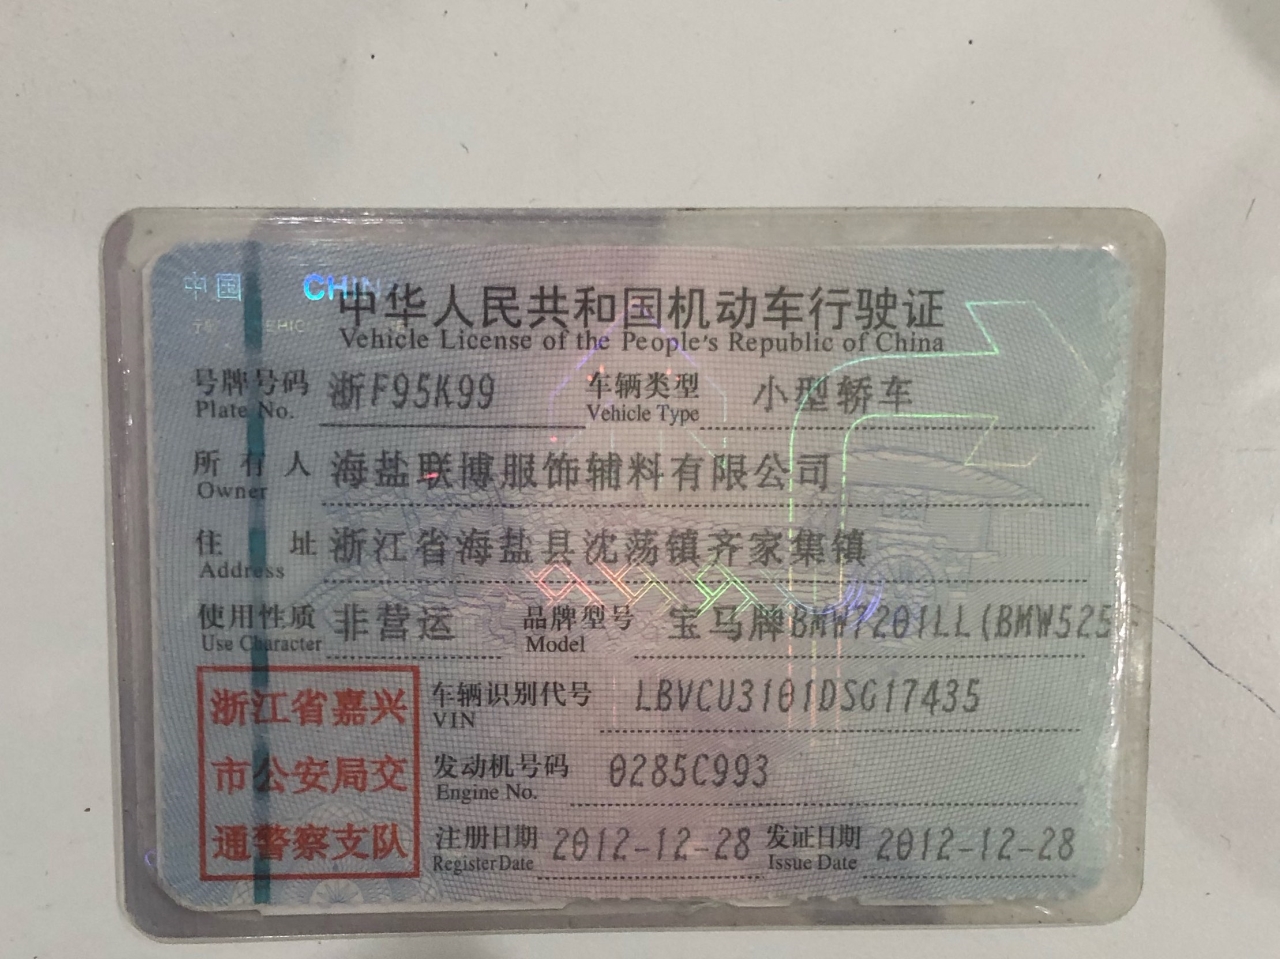 中国 CHIN
中华人民共和国机动车行驶证
Vehicle License of the People's Republic of China
号牌号码 浙F95K99 车辆类型 小型轿车
Plate No. Vehicle Type
所有人 海盐联博服饰辅料有限公司
Owner
住址 浙江省海盐县沈荡镇齐家集镇
Address
使用性质 非营运 品牌型号 宝马牌BMW7201LL(BMW525
Use Character Model
浙江省嘉兴
市公安局交
通警察支队
车辆识别代号 LBVCU3101DSG17435
VIN
发动机号码 0285C993
Engine No.
注册日期 2012-12-28 发证日期 2012-12-28
Register Date Issue Date